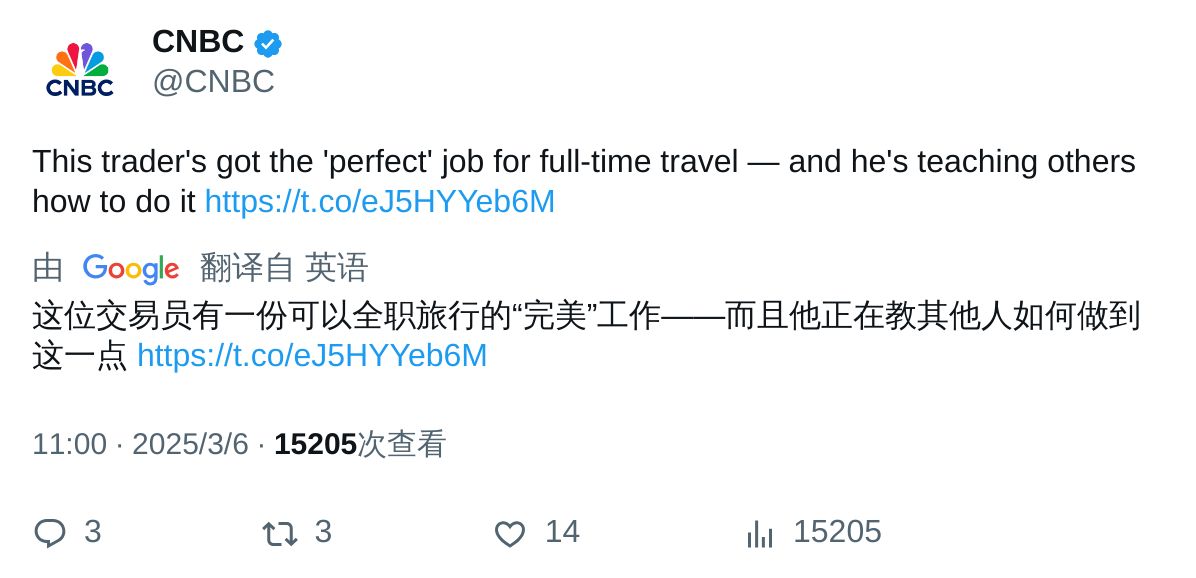 CNBC
CNBC
@CNBC
This trader's got the 'perfect' job for full-time travel — and he's teaching others
how to do it https://t.co/eJ5HYYeb6M
由 Google 翻译自 英语
这位交易员有一份可以全职旅行的“完美”工作——而且他正在教其他人如何做到
这一点 https://t.co/eJ5HYYeb6M
11:00 · 2025/3/6 · 15205次查看
3 3 14 15205